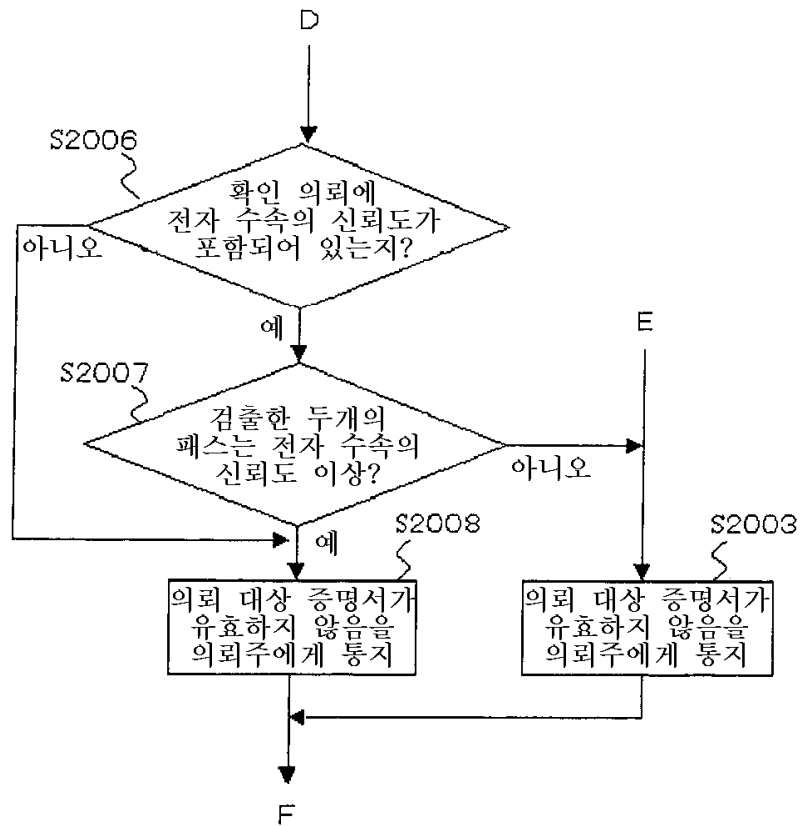 D
S2006
확인 의뢰에
전자 수속의 신뢰도가
포함되어 있는지?
아니오
예
E
S2007
검출한 두개의
패스는 전자 수속의
신뢰도 이상?
아니오
예
S2008
의뢰 대상 증명서가
유효하지 않음을
의뢰주에게 통지
S2003
의뢰 대상 증명서가
유효하지 않음을
의뢰주에게 통지
F